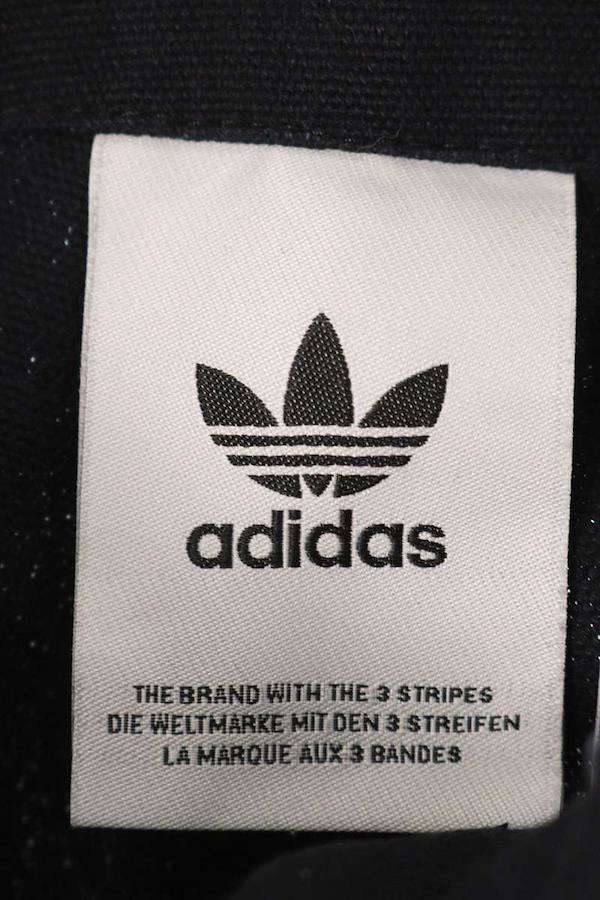 adidas
THE BRAND WITH THE 3 STRIPES
DIE WELTMARKE MIT DEN 3 STREIFEN
LA MARQUE AUX 3 BANDES